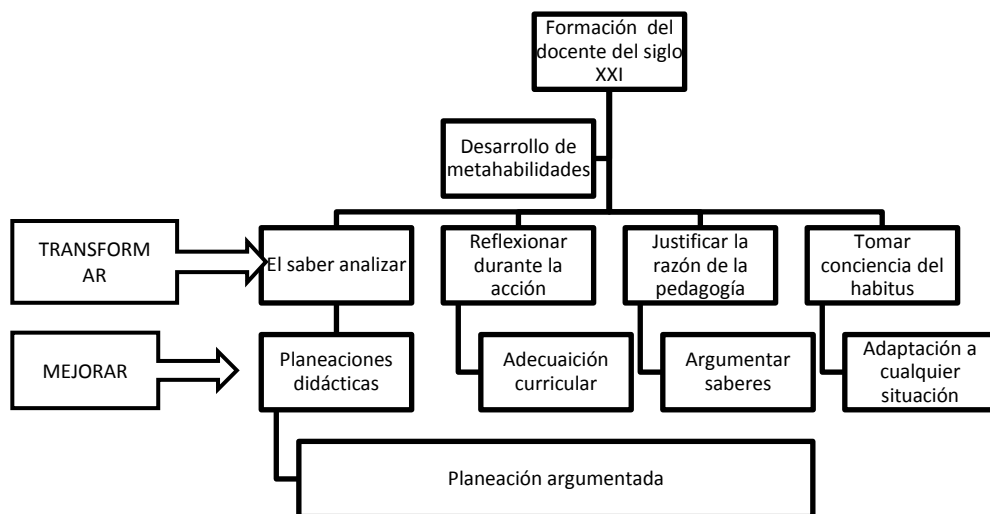 Formación del
docente del siglo
XXI
Desarrollo de
metahabilidades
TRANSFORM
AR
El saber analizar
Reflexionar
durante la
acción
Justificar la
razón de la
pedagogía
Tomar
conciencia del
habitus
MEJORAR
Planeaciones
didácticas
Adecuaición
curricular
Argumentar
saberes
Adaptación a
cualquier
situación
Planeación argumentada